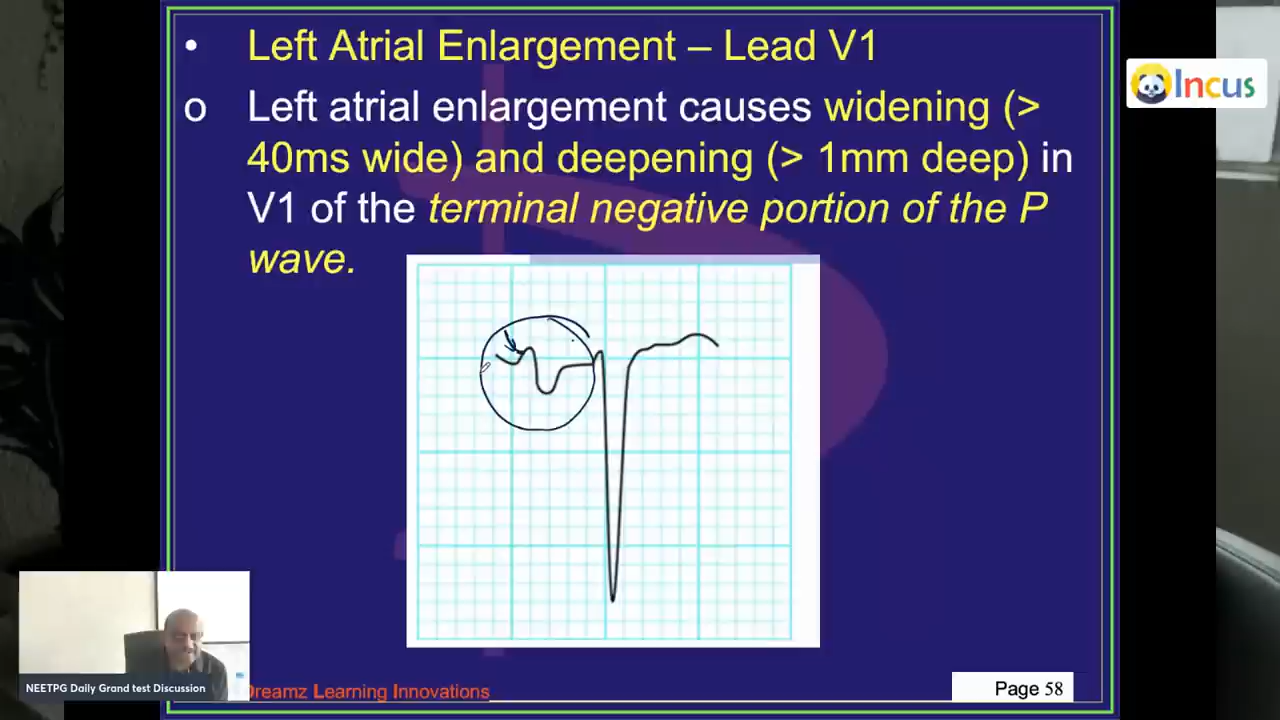 • Left Atrial Enlargement – Lead V1
o Left atrial enlargement causes widening (>
40ms wide) and deepening (> 1mm deep) in
V1 of the terminal negative portion of the P
wave.
Incus
NEETPG Daily Grand test Discussion
Dreamz Learning Innovations
Page 58